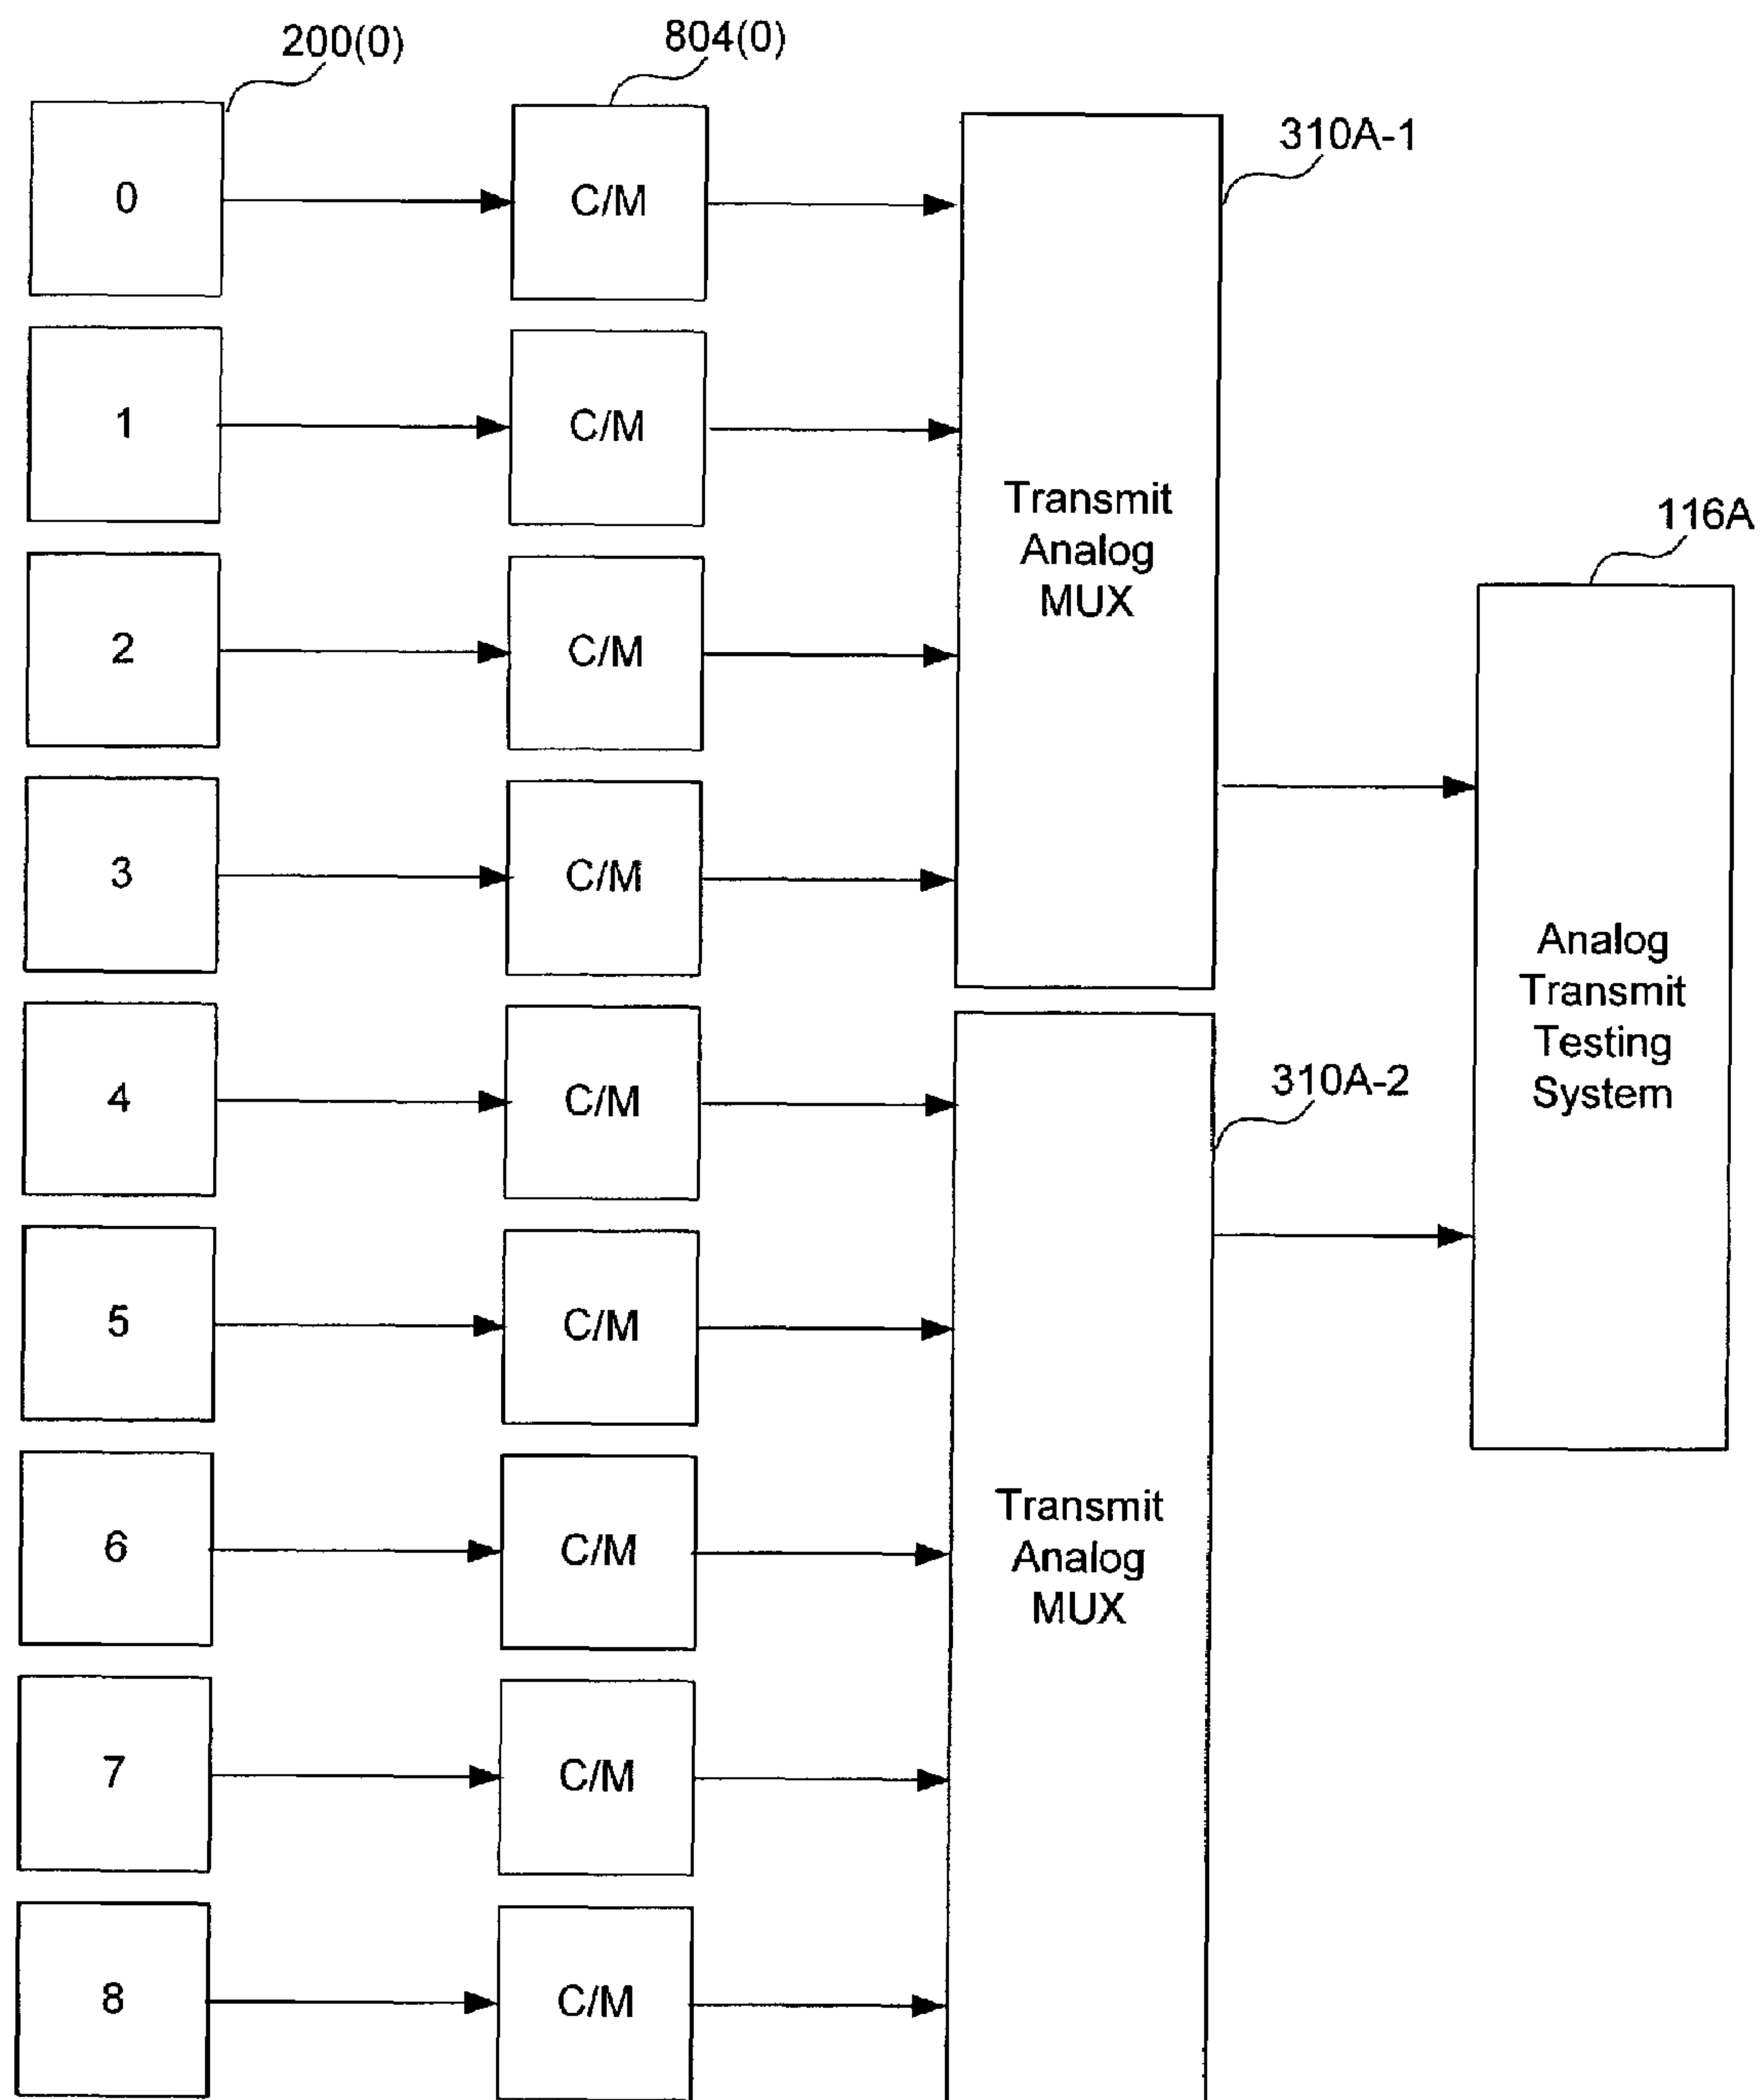 200(0)
804(0)
310A-1
0
C/M
1
C/M
Transmit
Analog
MUX
116A
2
C/M
3
C/M
Analog
Transmit
Testing
System
4
C/M
310A-2
5
C/M
6
C/M
Transmit
Analog
MUX
7
C/M
8
C/M